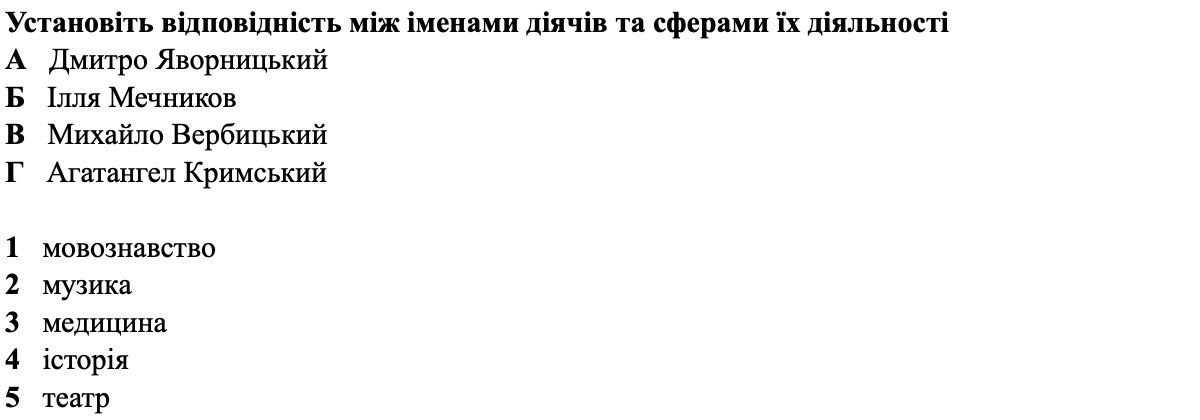 Установіть відповідність між іменами діячів та сферами їх діяльності
А Дмитро Яворницький
Б Ілля Мечников
В Михайло Вербицький
Г Агатангел Кримський
1 мовознавство
2 музика
3 медицина
4 історія
5 театр